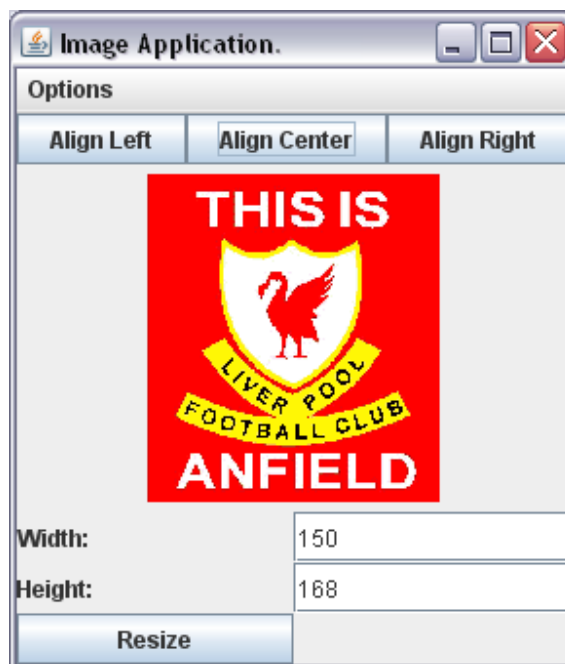 Image Application.
Options
Align Left Align Center Align Right
THIS IS
LIVER POOL
FOOTBALL CLUB
ANFIELD
Width: 150
Height: 168
Resize